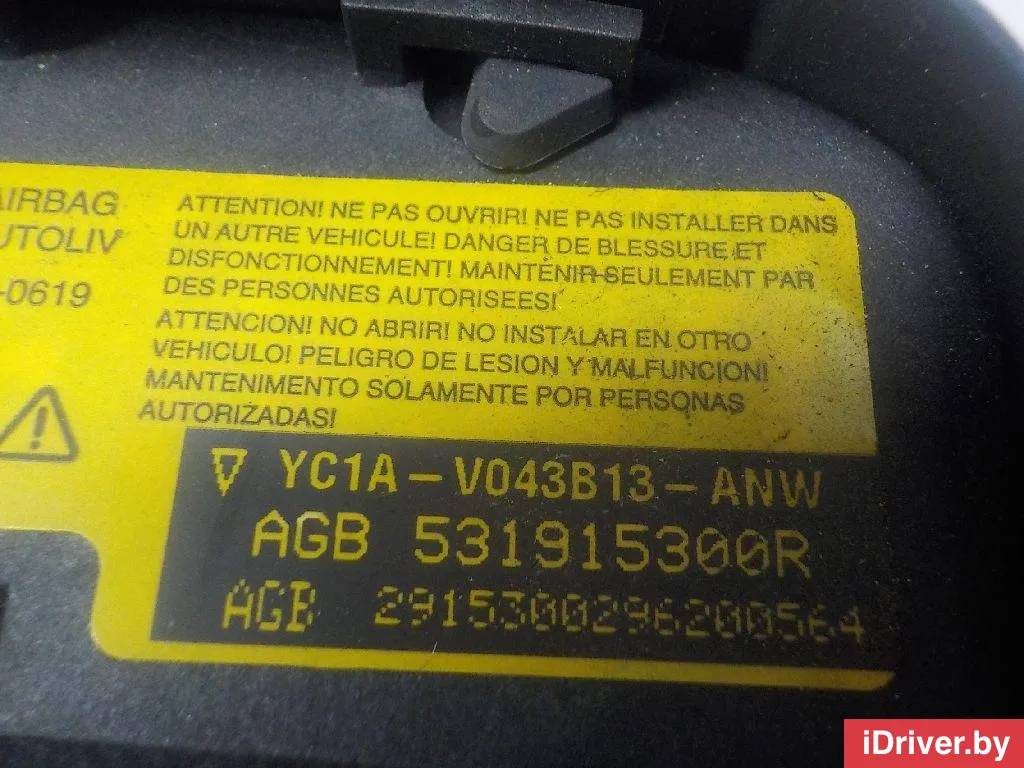 AIRBAG
AUTOLIV
-0619
ATTENTION! NE PAS OUVRIR! NE PAS INSTALLER DANS
UN AUTRE VEHICULE! DANGER DE BLESSURE ET
DISFONCTIONNEMENT! MAINTENIR SEULEMENT PAR
DES PERSONNES AUTORISEES!
ATTENCION! NO ABRIR! NO INSTALAR EN OTRO
VEHICULO! PELIGRO DE LESION Y MALFUNCION!
MANTENIMENTO SOLAMENTE POR PERSONAS
AUTORIZADAS!
YC1A-V043B13-ANW
AGB 531915300R
AGB 2915300296200564
iDriver.by